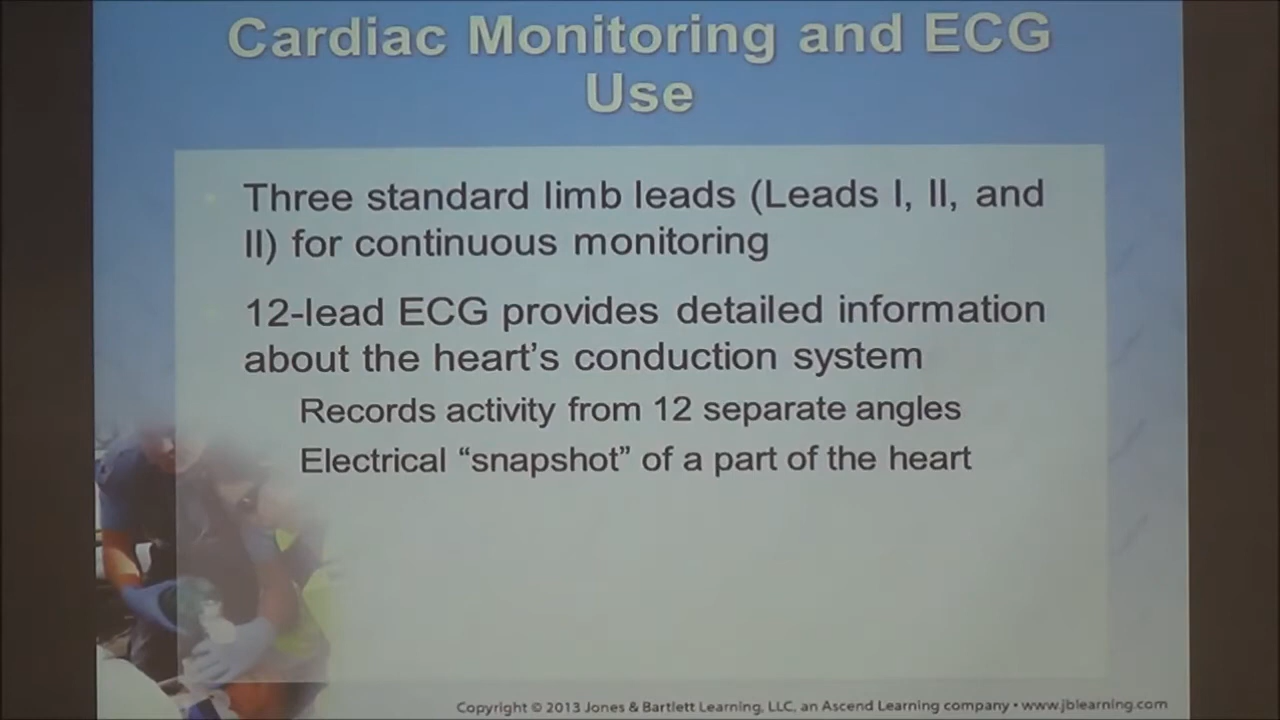 Cardiac Monitoring and ECG
Use
Three standard limb leads (Leads I, II, and
II) for continuous monitoring
12-lead ECG provides detailed information
about the heart’s conduction system
Records activity from 12 separate angles
Electrical “snapshot” of a part of the heart
Copyright © 2013 Jones & Bartlett Learning, LLC, an Ascend Learning company • www.jblearning.com